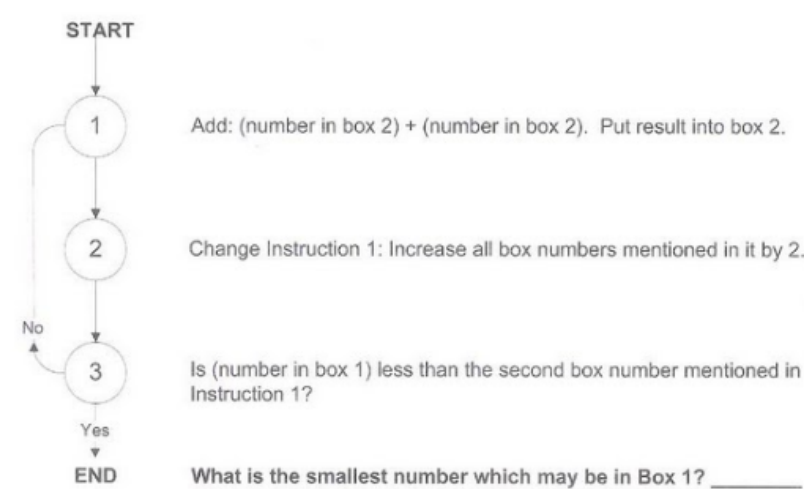 START
1
Add: (number in box 2) + (number in box 2). Put result into box 2.
2
Change Instruction 1: Increase all box numbers mentioned in it by 2.
No
3
Is (number in box 1) less than the second box number mentioned in
Instruction 1?
Yes
END
What is the smallest number which may be in Box 1? ________